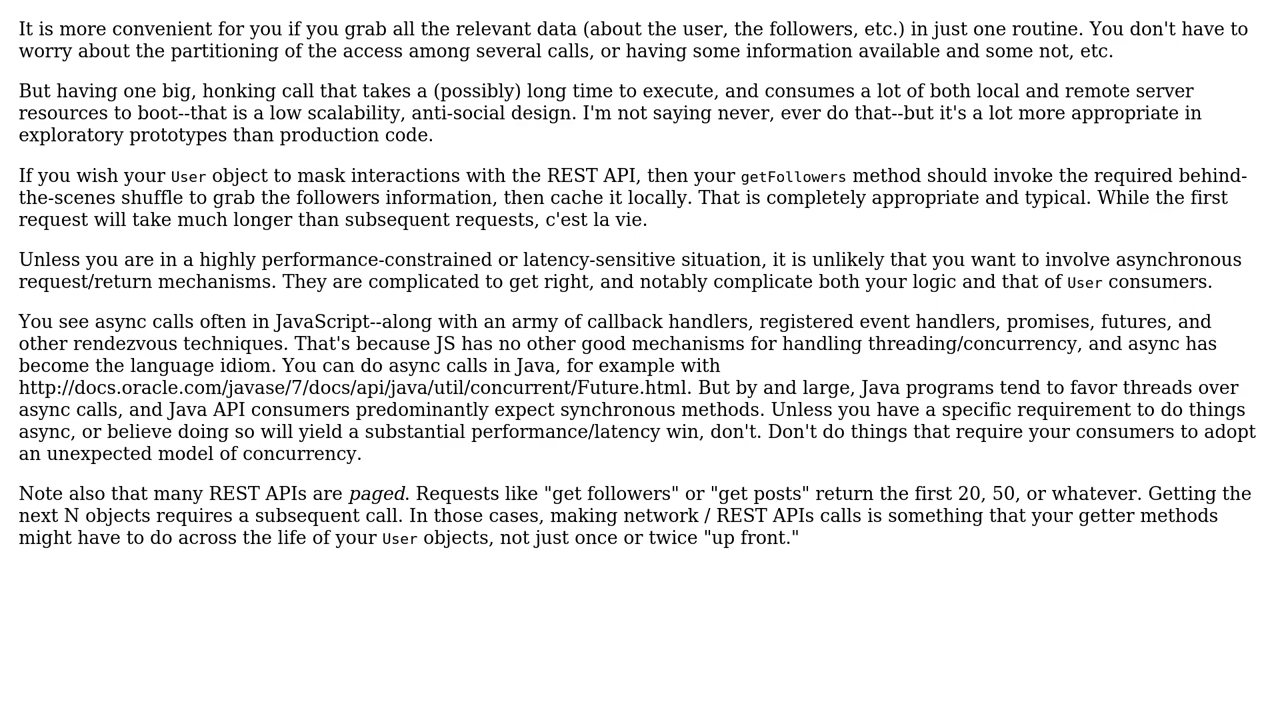 It is more convenient for you if you grab all the relevant data (about the user, the followers, etc.) in just one routine. You don't have to
worry about the partitioning of the access among several calls, or having some information available and some not, etc.
But having one big, honking call that takes a (possibly) long time to execute, and consumes a lot of both local and remote server
resources to boot--that is a low scalability, anti-social design. I'm not saying never, ever do that--but it's a lot more appropriate in
exploratory prototypes than production code.
If you wish your User object to mask interactions with the REST API, then your getFollowers method should invoke the required behind-
the-scenes shuffle to grab the followers information, then cache it locally. That is completely appropriate and typical. While the first
request will take much longer than subsequent requests, c'est la vie.
Unless you are in a highly performance-constrained or latency-sensitive situation, it is unlikely that you want to involve asynchronous
request/return mechanisms. They are complicated to get right, and notably complicate both your logic and that of User consumers.
You see async calls often in JavaScript--along with an army of callback handlers, registered event handlers, promises, futures, and
other rendezvous techniques. That's because JS has no other good mechanisms for handling threading/concurrency, and async has
become the language idiom. You can do async calls in Java, for example with
http://docs.oracle.com/javase/7/docs/api/java/util/concurrent/Future.html. But by and large, Java programs tend to favor threads over
async calls, and Java API consumers predominantly expect synchronous methods. Unless you have a specific requirement to do things
async, or believe doing so will yield a substantial performance/latency win, don't. Don't do things that require your consumers to adopt
an unexpected model of concurrency.
Note also that many REST APIs are paged. Requests like "get followers" or "get posts" return the first 20, 50, or whatever. Getting the
next N objects requires a subsequent call. In those cases, making network / REST APIs calls is something that your getter methods
might have to do across the life of your User objects, not just once or twice "up front."